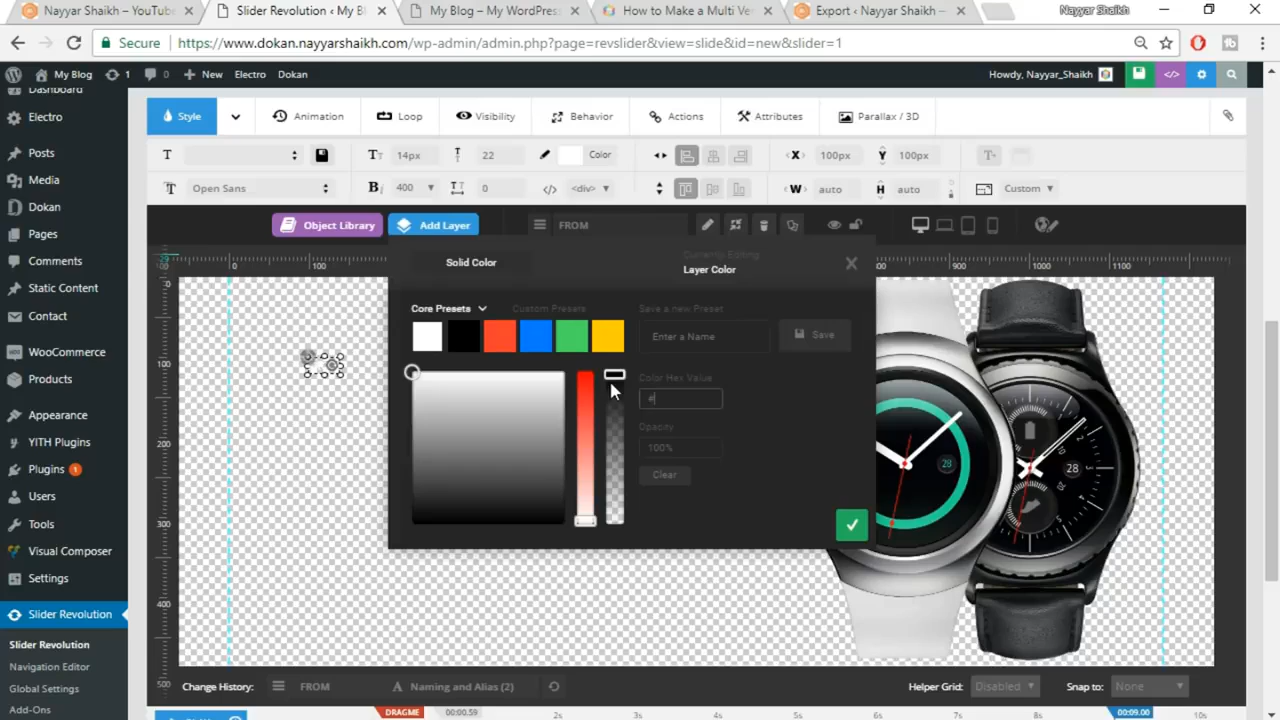 Nayyar Shaikh – YouTub
Slider Revolution ‹ My Bl
My Blog – My WordPres
How to Make a Multi Ve
Export ‹ Nayyar Shaikh –
Nayyar Shaikh
Secure
https://www.dokan.nayyarshaikh.com/wp-admin/admin.php?page=revslider&view=slide&id=new&slider=1
My Blog 1 New Electro Dokan
Howdy, Nayyar_Shaikh
Dashboard
Electro
Posts
Media
Dokan
Pages
Comments
Static Content
Contact
WooCommerce
Products
Appearance
YITH Plugins
Plugins 1
Users
Tools
Visual Composer
Settings
Slider Revolution
Slider Revolution
Navigation Editor
Global Settings
Add-Ons
Style Animation Loop Visibility Behavior Actions Attributes Parallax / 3D
14px 22 Color X 100px Y 100px
Open Sans 400 0 <div> W auto H auto Custom
Object Library Add Layer FROM
0 100 800 900 1000 1100
0
100
200
300
400
500
Solid Color
Currently Editing
Layer Color
Core Presets Custom Presets Save a new Preset
Enter a Name Save
Color Hex Value
#
Opacity
100%
Clear
28
28
Change History: FROM Naming and Alias (2)
Helper Grid: Disabled Snap to: None
DRAGME 00:00.59 2s 3s 4s 5s 6s 7s 8s 00:09.00 10s